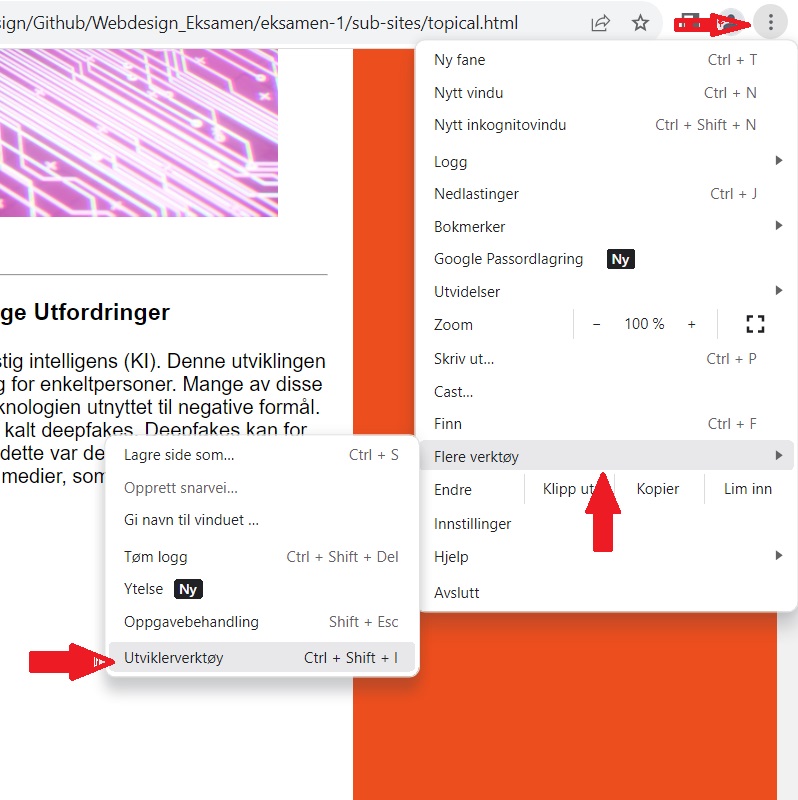 sign/Github/Webdesign_Eksamen/eksamen-1/sub-sites/topical.html
Ny fane Ctrl + T
Nytt vindu Ctrl + N
Nytt inkognitovindu Ctrl + Shift + N
Logg
Nedlastinger Ctrl + J
Bokmerker
Google Passordlagring Ny
Utvidelser
Zoom − 100 % +
Skriv ut... Ctrl + P
Cast...
Finn Ctrl + F
Flere verktøy
Endre Klipp ut Kopier Lim inn
Innstillinger
Hjelp
Avslutt
Lagre side som... Ctrl + S
Opprett snarvei...
Gi navn til vinduet ...
Tøm logg Ctrl + Shift + Del
Ytelse Ny
Oppgavebehandling Shift + Esc
Utviklerverktøy Ctrl + Shift + I
ge Utfordringer
stig intelligens (KI). Denne utviklingen
g for enkeltpersoner. Mange av disse
knologien utnyttet til negative formål.
kalt deepfakes. Deepfakes kan for
dette var de
medier, som